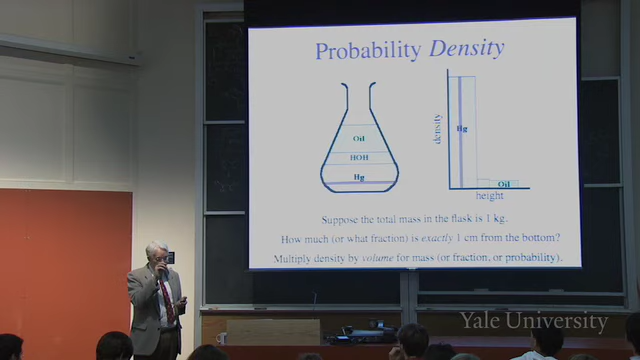 Probability Density
Oil
HOH
Hg
density
Hg
Oil
height
Suppose the total mass in the flask is 1 kg.
How much (or what fraction) is exactly 1 cm from the bottom?
Multiply density by volume for mass (or fraction, or probability).
Yale University